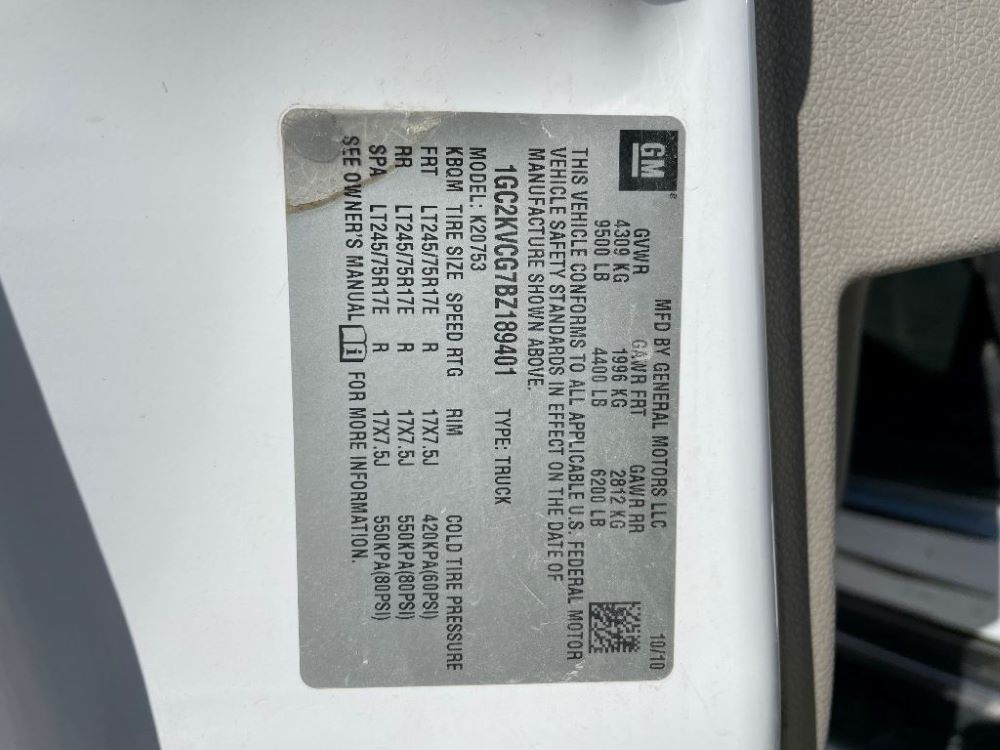 GM®
MFD BY GENERAL MOTORS LLC 10/10
GVWR GAWR FRT GAWR RR
4309 KG 1996 KG 2812 KG
9500 LB 4400 LB 6200 LB
THIS VEHICLE CONFORMS TO ALL APPLICABLE U.S. FEDERAL MOTOR
VEHICLE SAFETY STANDARDS IN EFFECT ON THE DATE OF
MANUFACTURE SHOWN ABOVE.
1GC2KVCG7BZ189401 TYPE: TRUCK
MODEL: K20753
KBQM TIRE SIZE SPEED RTG RIM COLD TIRE PRESSURE
FRT LT245/75R17E R 17X7.5J 420KPA(60PSI)
RR LT245/75R17E R 17X7.5J 550KPA(80PSI)
SPA LT245/75R17E R 17X7.5J 550KPA(80PSI)
SEE OWNER'S MANUAL i FOR MORE INFORMATION.